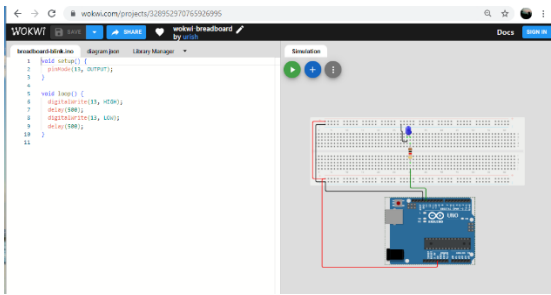 wokwi.com/projects/328952970765926995
WOKWI SAVE SHARE wokwi-breadboard Docs SIGN IN
by urish
breadboard-blink.ino diagram.json Library Manager Simulation
1 void setup() {
2 pinMode(13, OUTPUT);
3 }
4
5 void loop() {
6 digitalWrite(13, HIGH);
7 delay(500);
8 digitalWrite(13, LOW);
9 delay(500);
10 }
11
UNO